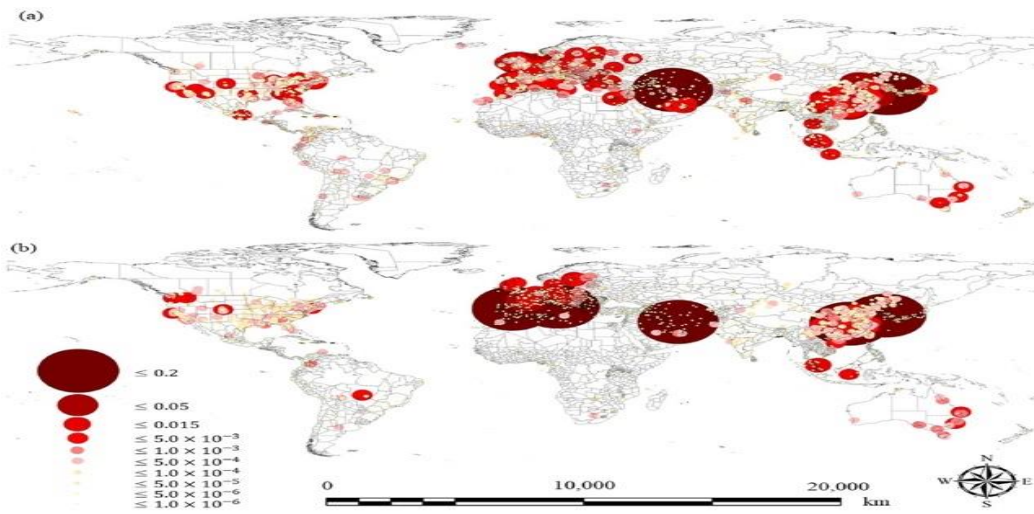 (a)
(b)
≤ 0.2
≤ 0.05
≤ 0.015
≤ 5.0 × 10⁻³
≤ 1.0 × 10⁻³
≤ 5.0 × 10⁻⁴
≤ 1.0 × 10⁻⁴
≤ 5.0 × 10⁻⁵
≤ 5.0 × 10⁻⁶
≤ 1.0 × 10⁻⁶
0 10,000 20,000
km
N
W E
S